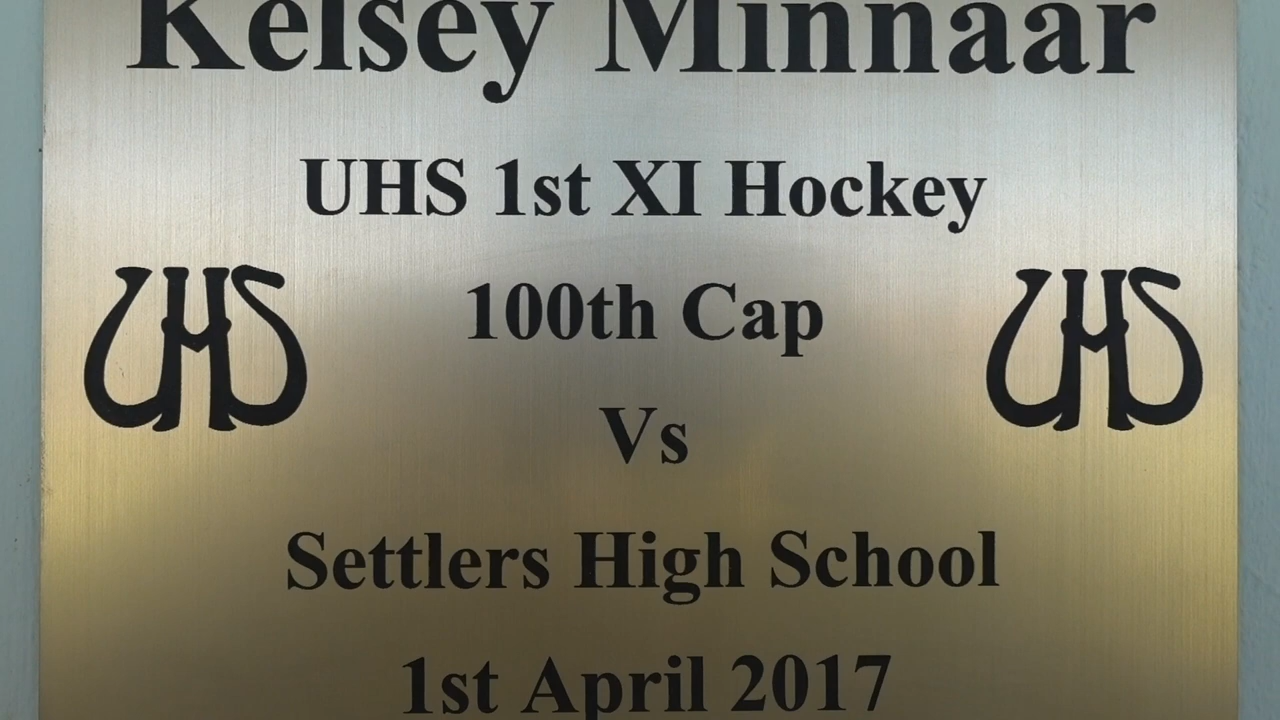 Kelsey Minnaar
UHS 1st XI Hockey
100th Cap
UHS UHS
Vs
Settlers High School
1st April 2017